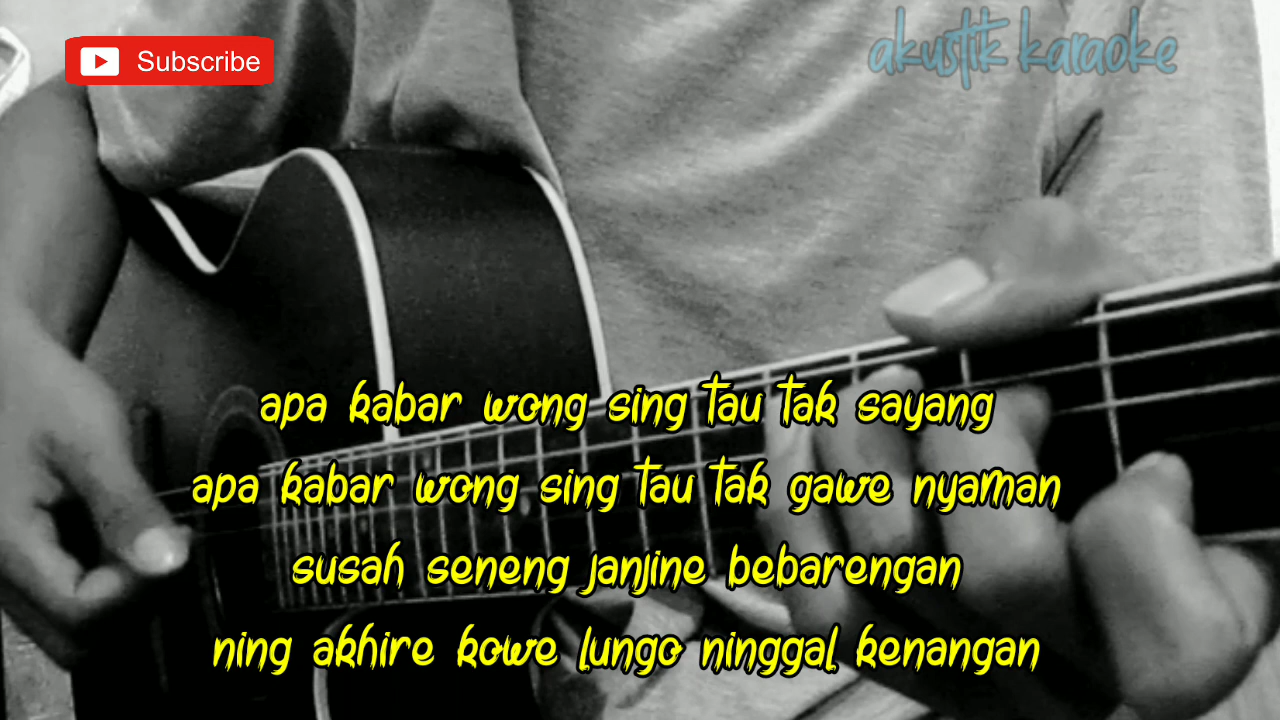 Subscribe
akustik karaoke
apa kabar wong sing tau tak sayang
apa kabar wong sing tau tak gawe nyaman
susah seneng janjine bebarengan
ning akhire kowe lungo ninggal kenangan